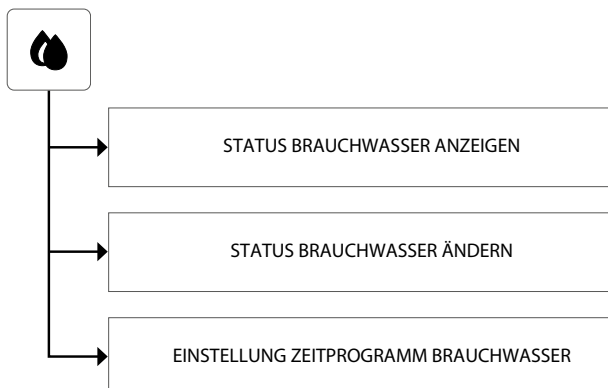 STATUS BRAUCHWASSER ANZEIGEN
STATUS BRAUCHWASSER ÄNDERN
EINSTELLUNG ZEITPROGRAMM BRAUCHWASSER